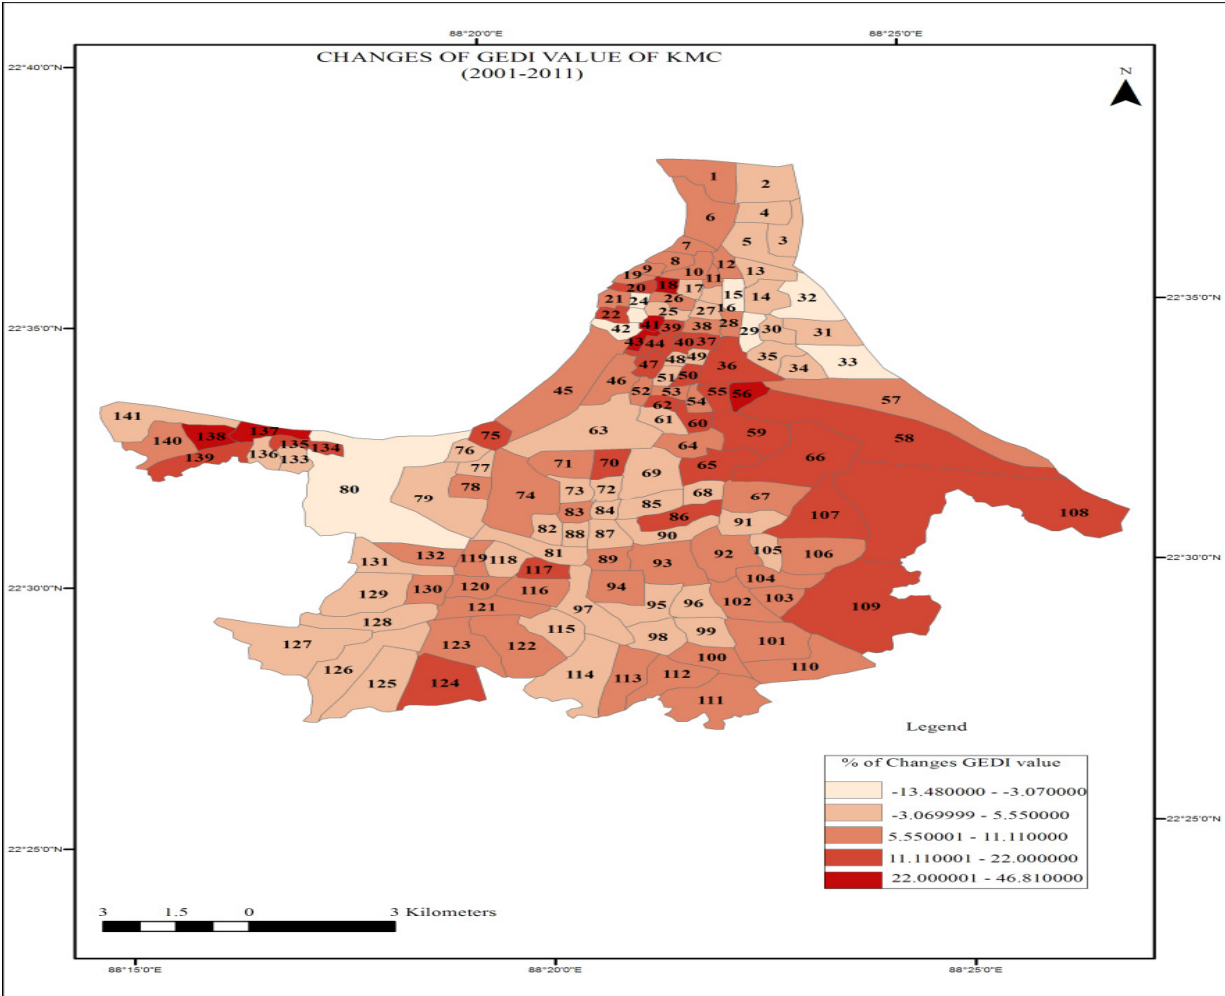 88°20'0"E 88°25'0"E
CHANGES OF GEDI VALUE OF KMC
(2001-2011)
N
22°40'0"N
22°35'0"N 22°35'0"N
22°30'0"N 22°30'0"N
22°25'0"N 22°25'0"N
1
2
4
6
5 3
7
8 12
19 9 10 11 13
20 18 17 15 14 32
21 24 26 16
22 25 27 28
42 41 39 38 29 30 31
43 44 40 37
47 48 49 36 35 34 33
46 51 50
45 52 53 54 55 56 57
62
141 61 60
140 138 137 75 63 59 58
139 136 135 134 76 64
133 77 71 70 65 66
80 79 78 74 73 72 69 68 67
83 84 85 86 107 108
82 88 87 90 91
131 132 119 118 81 89 93 92 105 106
117
129 130 120 116 94 104
121 97 95 96 102 103 109
128 115 98 99 101
127 123 122 100 110
126 125 124 114 113 112
111
Legend
% of Changes GEDI value
-13.480000 - -3.070000
-3.069999 - 5.550000
5.550001 - 11.110000
11.110001 - 22.000000
22.000001 - 46.810000
3 1.5 0 3 Kilometers
88°15'0"E 88°20'0"E 88°25'0"E